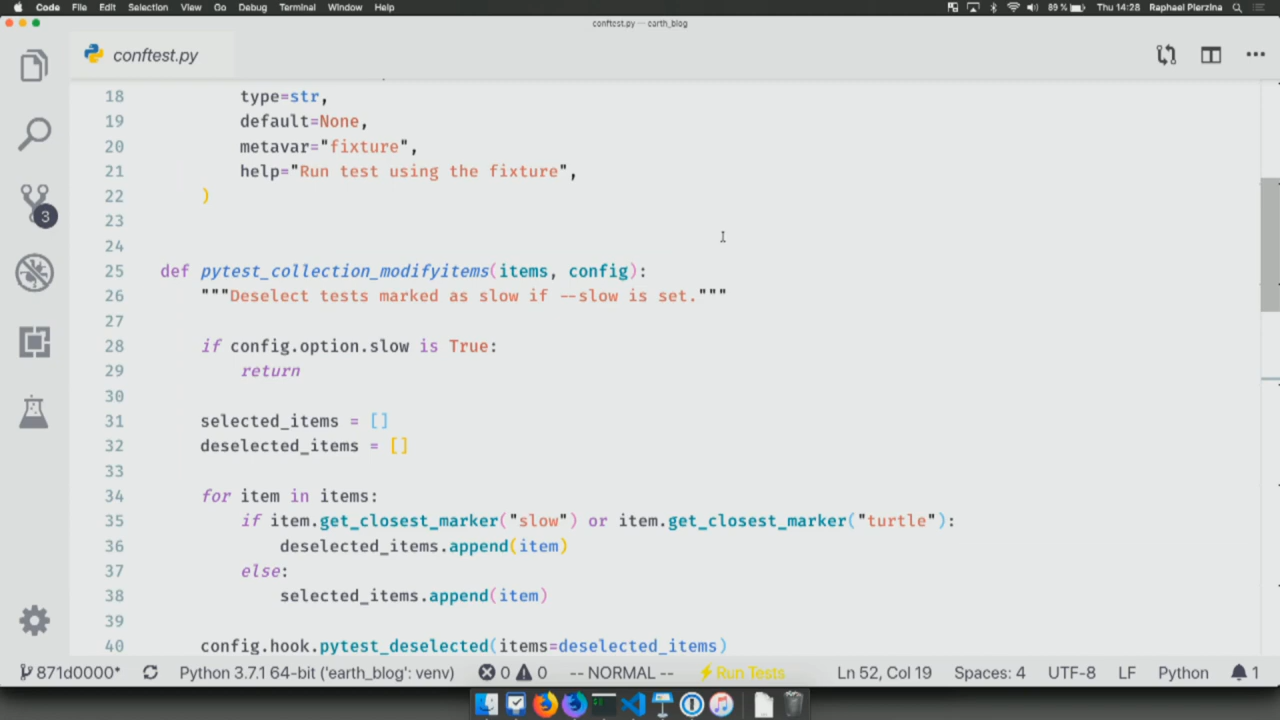 Code File Edit Selection View Go Debug Terminal Window Help 89 % Thu 14:28 Raphael Pierzina
conftest.py — earth_blog
conftest.py
18 type=str,
19 default=None,
20 metavar="fixture",
21 help="Run test using the fixture",
22 )
23
24
25 def pytest_collection_modifyitems(items, config):
26 """Deselect tests marked as slow if --slow is set."""
27
28 if config.option.slow is True:
29 return
30
31 selected_items = []
32 deselected_items = []
33
34 for item in items:
35 if item.get_closest_marker("slow") or item.get_closest_marker("turtle"):
36 deselected_items.append(item)
37 else:
38 selected_items.append(item)
39
40 config.hook.pytest_deselected(items=deselected_items)
3
871d0000* Python 3.7.1 64-bit ('earth_blog': venv) 0 0 -- NORMAL -- ⚡Run Tests Ln 52, Col 19 Spaces: 4 UTF-8 LF Python 1